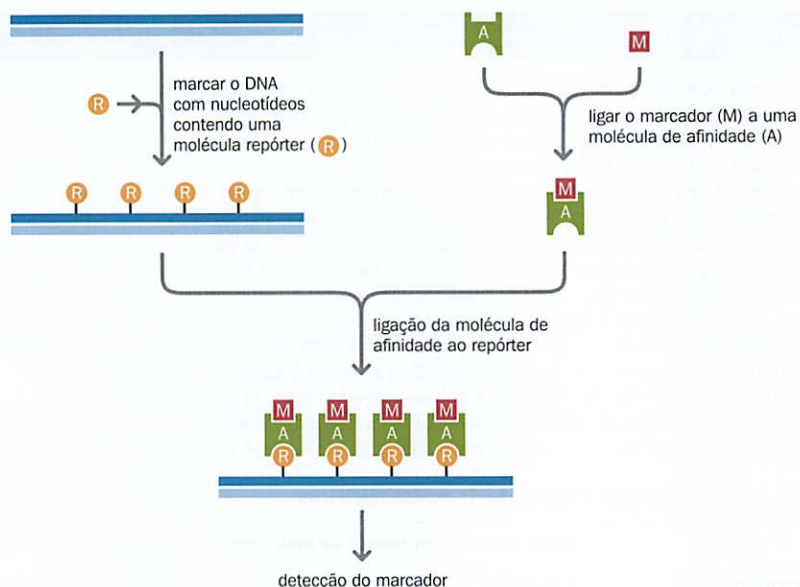 A
M
R
marcar o DNA
com nucleotídeos
contendo uma
molécula repórter (R)
ligar o marcador (M) a uma
molécula de afinidade (A)
R R R R
M
A
ligação da molécula de
afinidade ao repórter
M M M M
A A A A
R R R R
detecção do marcador